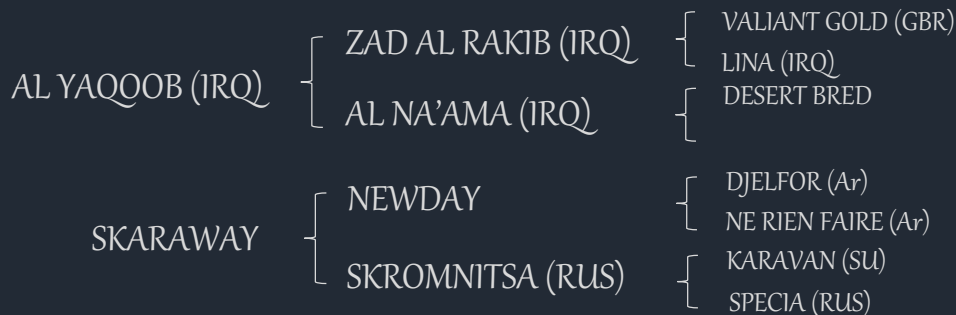 VALIANT GOLD (GBR)
ZAD AL RAKIB (IRQ)
LINA (IRQ)
AL YAQOOB (IRQ)
DESERT BRED
AL NA’AMA (IRQ)
DJELFOR (Ar)
NEWDAY
NE RIEN FAIRE (Ar)
SKARAWAY
KARAVAN (SU)
SKROMNITSA (RUS)
SPECIA (RUS)